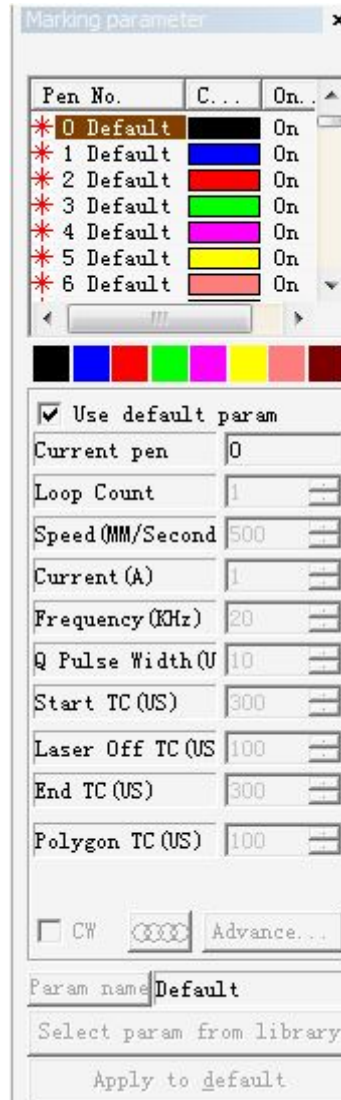 Marking parameter
Pen No. C... On..
0 Default On
1 Default On
2 Default On
3 Default On
4 Default On
5 Default On
6 Default On
Use default param
Current pen 0
Loop Count 1
Speed(MM/Second 500
Current(A) 1
Frequency(KHz) 20
Q Pulse Width(U 10
Start TC(US) 300
Laser Off TC(US 100
End TC(US) 300
Polygon TC(US) 100
CW Advance...
Param name Default
Select param from library
Apply to default